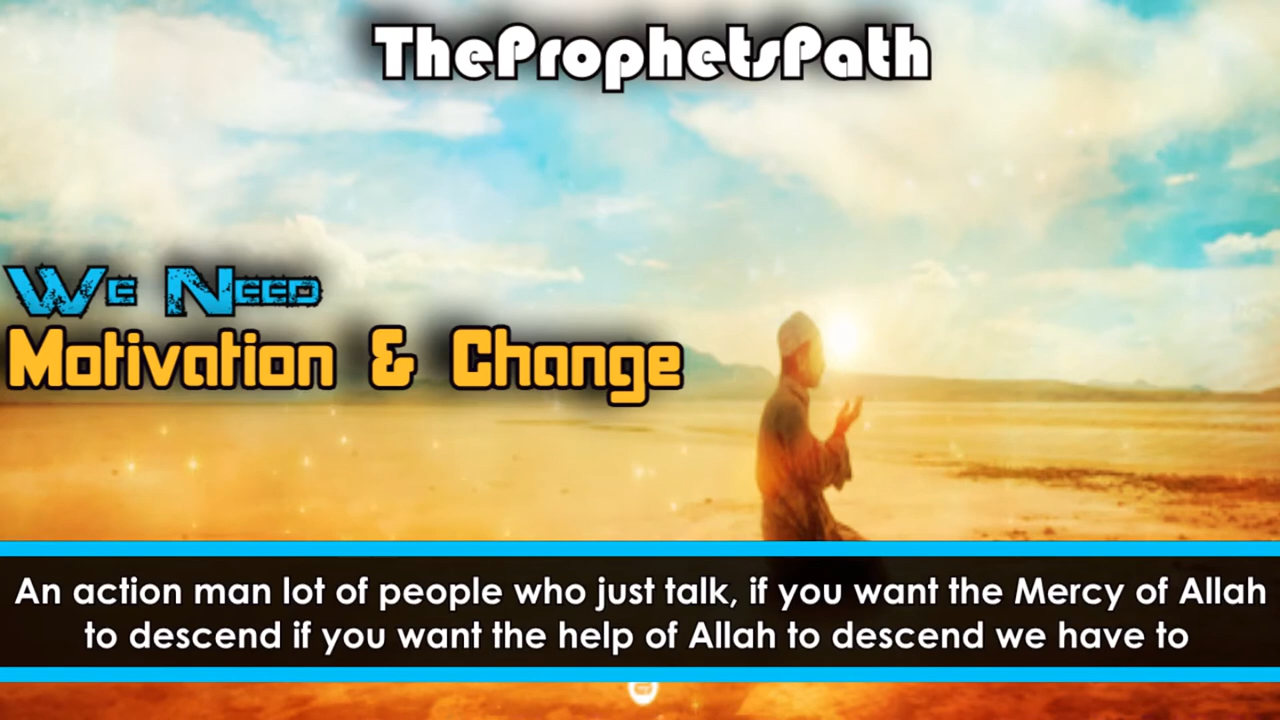 TheProphetsPath
We Need
Motivation & Change
An action man lot of people who just talk, if you want the Mercy of Allah
to descend if you want the help of Allah to descend we have to